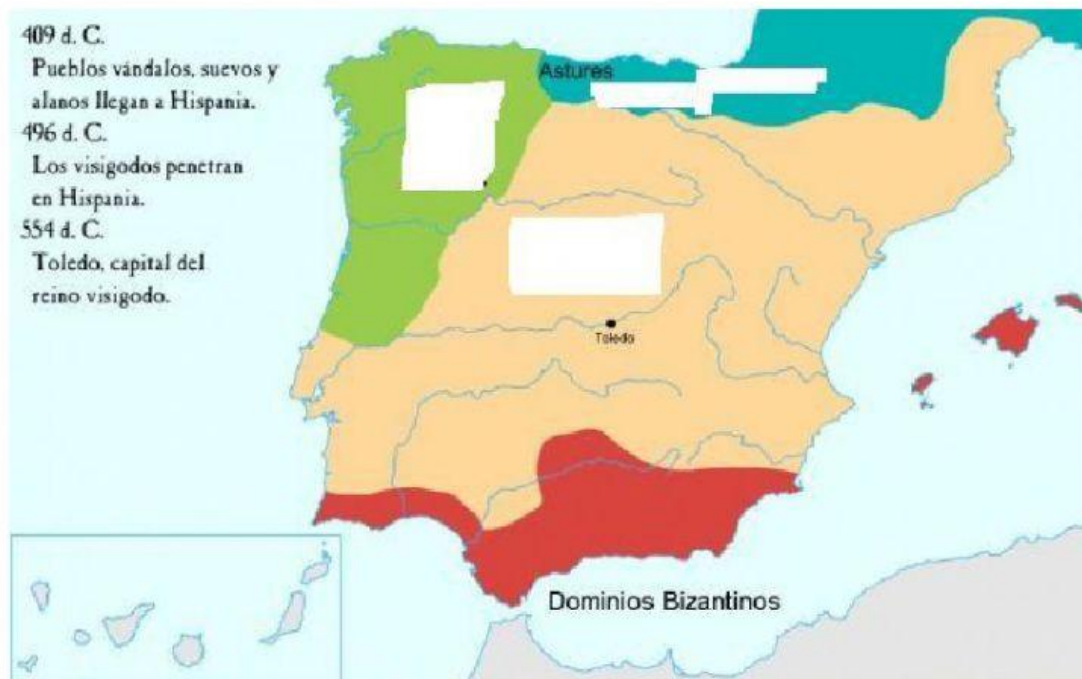 409 d. C.
Pueblos vándalos, suevos y
alanos llegan a Hispania.
496 d. C.
Los visigodos penetran
en Hispania.
554 d. C.
Toledo, capital del
reino visigodo.
Astures
Toledo
Dominios Bizantinos